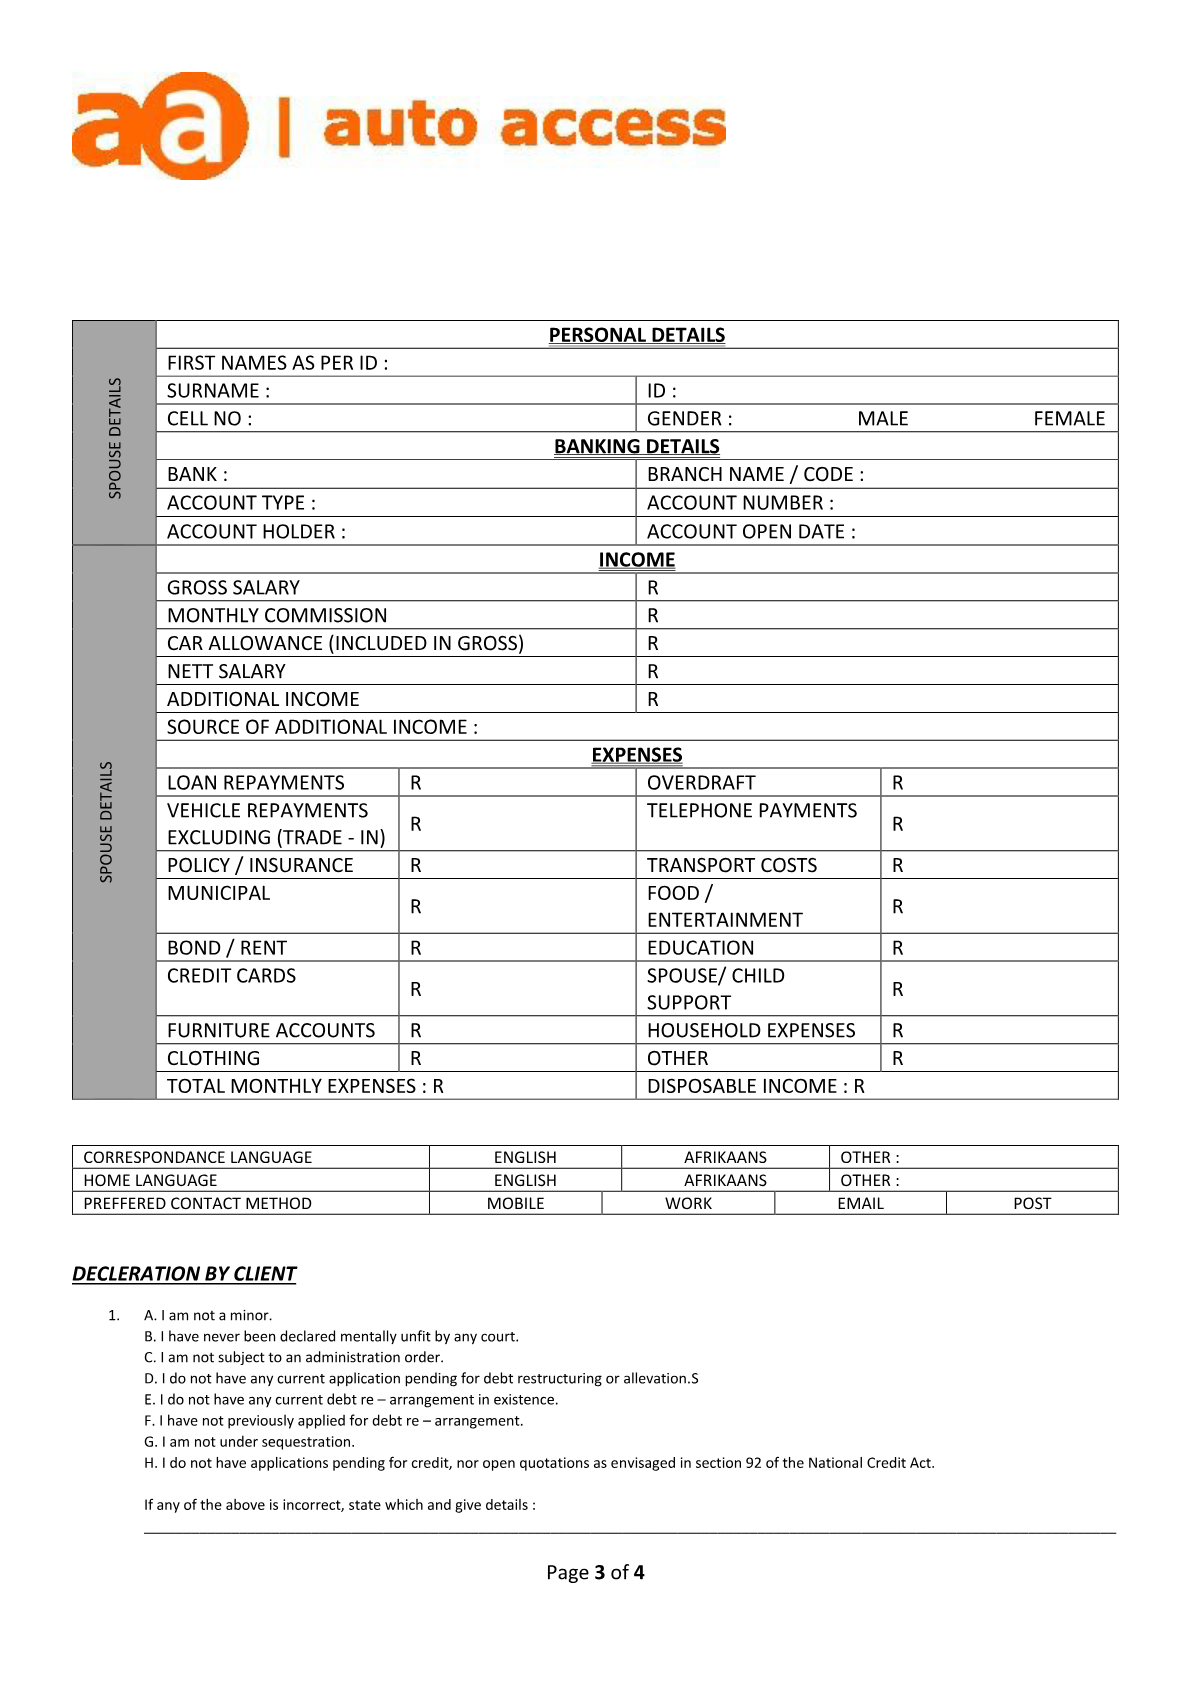 aa | auto access
SPOUSE DETAILS
PERSONAL DETAILS
FIRST NAMES AS PER ID :
SURNAME : ID :
CELL NO : GENDER : MALE FEMALE
BANKING DETAILS
BANK : BRANCH NAME / CODE :
ACCOUNT TYPE : ACCOUNT NUMBER :
ACCOUNT HOLDER : ACCOUNT OPEN DATE :
SPOUSE DETAILS
INCOME
GROSS SALARY R
MONTHLY COMMISSION R
CAR ALLOWANCE (INCLUDED IN GROSS) R
NETT SALARY R
ADDITIONAL INCOME R
SOURCE OF ADDITIONAL INCOME :
EXPENSES
LOAN REPAYMENTS R OVERDRAFT R
VEHICLE REPAYMENTS
EXCLUDING (TRADE - IN) R TELEPHONE PAYMENTS R
POLICY / INSURANCE R TRANSPORT COSTS R
MUNICIPAL R FOOD /
ENTERTAINMENT R
BOND / RENT R EDUCATION R
CREDIT CARDS R SPOUSE/ CHILD
SUPPORT R
FURNITURE ACCOUNTS R HOUSEHOLD EXPENSES R
CLOTHING R OTHER R
TOTAL MONTHLY EXPENSES : R DISPOSABLE INCOME : R
CORRESPONDANCE LANGUAGE ENGLISH AFRIKAANS OTHER :
HOME LANGUAGE ENGLISH AFRIKAANS OTHER :
PREFFERED CONTACT METHOD MOBILE WORK EMAIL POST
DECLERATION BY CLIENT
1. A. I am not a minor.
B. I have never been declared mentally unfit by any court.
C. I am not subject to an administration order.
D. I do not have any current application pending for debt restructuring or allevation.S
E. I do not have any current debt re – arrangement in existence.
F. I have not previously applied for debt re – arrangement.
G. I am not under sequestration.
H. I do not have applications pending for credit, nor open quotations as envisaged in section 92 of the National Credit Act.
If any of the above is incorrect, state which and give details :
Page 3 of 4